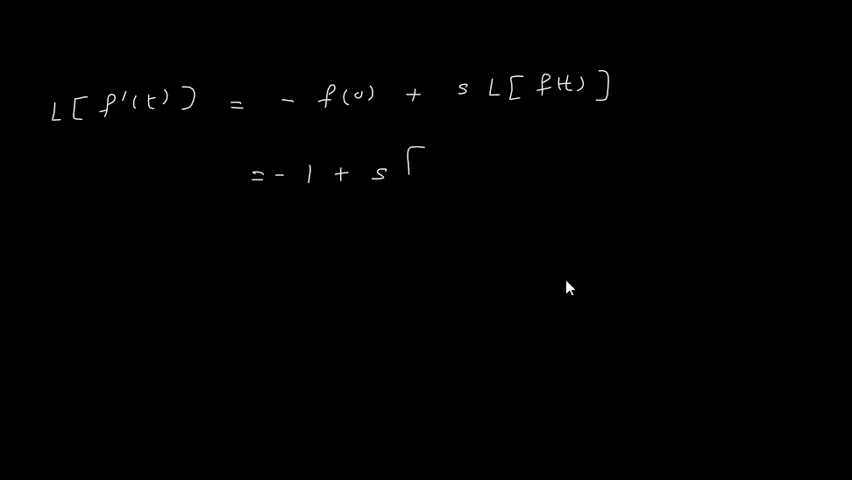 L[f'(t)] = - f(0) + s L[f(t)]
= - 1 + s [